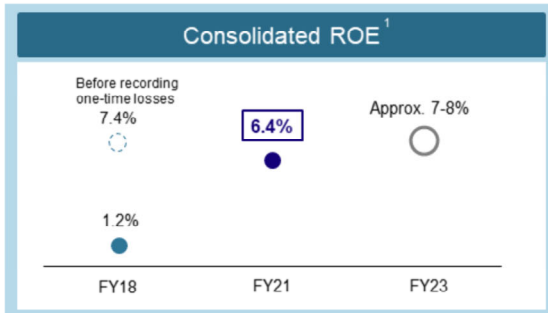 Consolidated ROE1
Before recording
one-time losses
7.4%
6.4%
Approx. 7-8%
1.2%
FY18
FY21
FY23